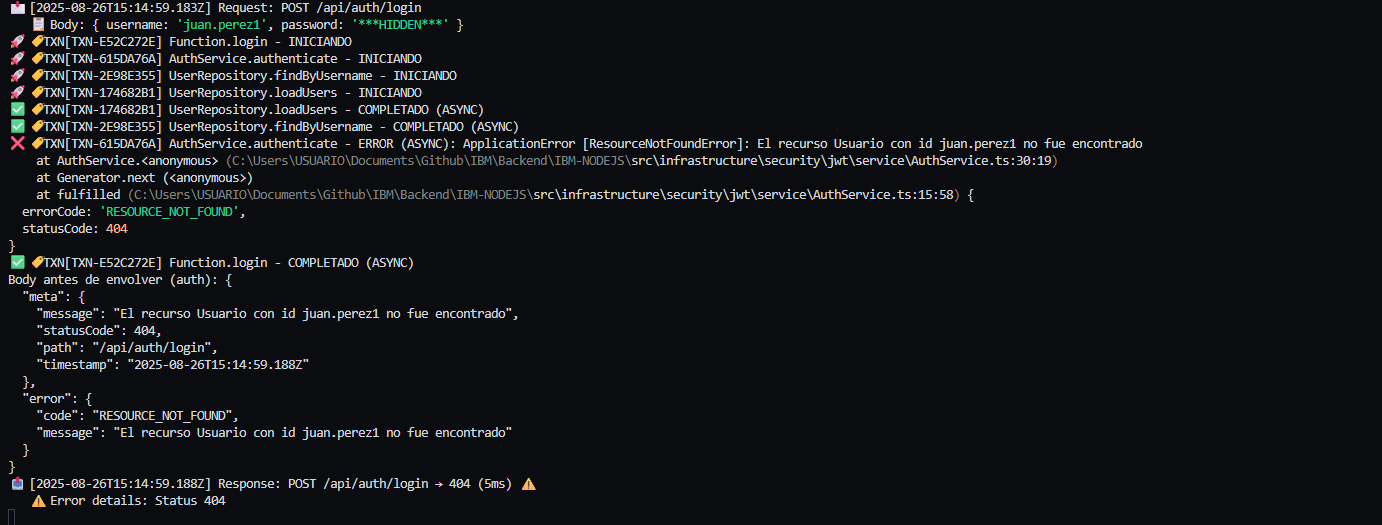 [2025-08-26T15:14:59.183Z] Request: POST /api/auth/login
Body: { username: 'juan.perez1', password: '***HIDDEN***' }
🚀 🏷️TXN[TXN-E52C272E] Function.login - INICIANDO
🚀 🏷️TXN[TXN-615DA76A] AuthService.authenticate - INICIANDO
🚀 🏷️TXN[TXN-2E98E355] UserRepository.findByUsername - INICIANDO
🚀 🏷️TXN[TXN-174682B1] UserRepository.loadUsers - INICIANDO
✅ 🏷️TXN[TXN-174682B1] UserRepository.loadUsers - COMPLETADO (ASYNC)
✅ 🏷️TXN[TXN-2E98E355] UserRepository.findByUsername - COMPLETADO (ASYNC)
❌ 🏷️TXN[TXN-615DA76A] AuthService.authenticate - ERROR (ASYNC): ApplicationError [ResourceNotFoundError]: El recurso Usuario con id juan.perez1 no fue encontrado
at AuthService.<anonymous> (C:\Users\USUARIO\Documents\Github\IBM\Backend\IBM-NODEJS\src\infrastructure\security\jwt\service\AuthService.ts:30:19)
at Generator.next (<anonymous>)
at fulfilled (C:\Users\USUARIO\Documents\Github\IBM\Backend\IBM-NODEJS\src\infrastructure\security\jwt\service\AuthService.ts:15:58) {
errorCode: 'RESOURCE_NOT_FOUND',
statusCode: 404
}
✅ 🏷️TXN[TXN-E52C272E] Function.login - COMPLETADO (ASYNC)
Body antes de envolver (auth): {
"meta": {
"message": "El recurso Usuario con id juan.perez1 no fue encontrado",
"statusCode": 404,
"path": "/api/auth/login",
"timestamp": "2025-08-26T15:14:59.188Z"
},
"error": {
"code": "RESOURCE_NOT_FOUND",
"message": "El recurso Usuario con id juan.perez1 no fue encontrado"
}
}
[2025-08-26T15:14:59.188Z] Response: POST /api/auth/login → 404 (5ms) ⚠️
⚠️ Error details: Status 404